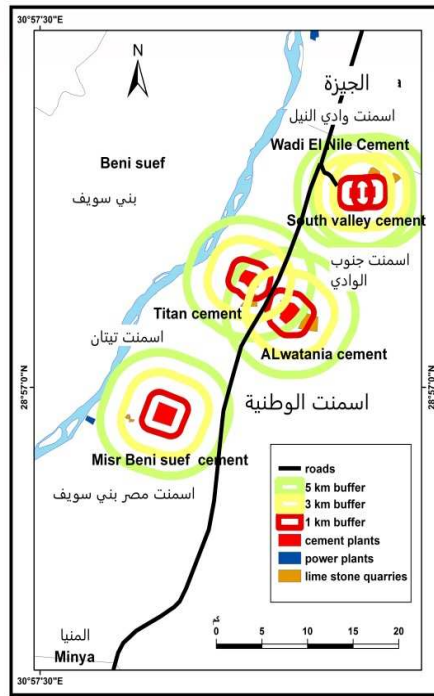 30°57'30"E
N
الجيزة
اسمنت وادي النيل
Wadi El Nile Cement
Beni suef
بني سويف
South valley cement
اسمنت جنوب
الوادي
Titan cement
اسمنت تيتان
ALwatania cement
28°57'0"N
28°57'0"N
اسمنت الوطنية
Misr Beni suef cement
اسمنت مصر بني سويف
roads
5 km buffer
3 km buffer
1 km buffer
cement plants
power plants
lime stone quarries
المنيا
Minya
كم
0 5 10 15 20
30°57'30"E